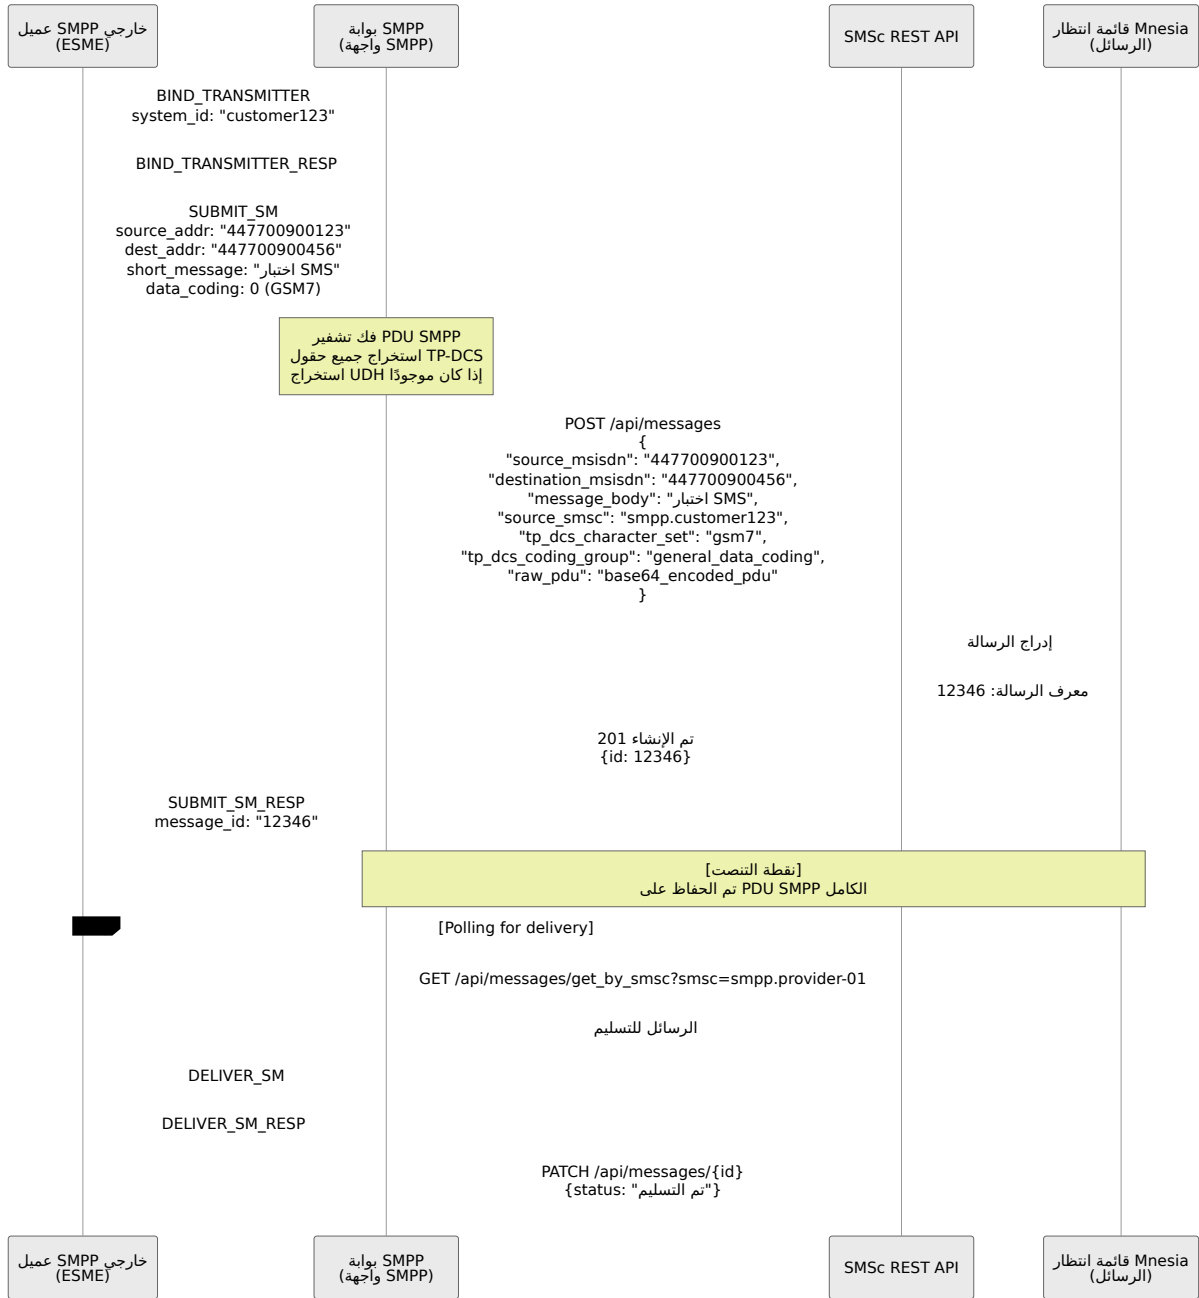 عميل SMPP خارجي
(ESME)
بوابة SMPP
(واجهة SMPP)
SMSc REST API
قائمة انتظار Mnesia
(الرسائل)
BIND_TRANSMITTER
system_id: "customer123"
BIND_TRANSMITTER_RESP
SUBMIT_SM
source_addr: "447700900123"
dest_addr: "447700900456"
short_message: "اختبار SMS"
data_coding: 0 (GSM7)
فك تشفير PDU SMPP
استخراج جميع حقول TP-DCS
استخراج UDH إذا كان موجودًا
POST /api/messages
{
"source_msisdn": "447700900123",
"destination_msisdn": "447700900456",
"message_body": "اختبار SMS",
"source_smsc": "smpp.customer123",
"tp_dcs_character_set": "gsm7",
"tp_dcs_coding_group": "general_data_coding",
"raw_pdu": "base64_encoded_pdu"
}
إدراج الرسالة
معرف الرسالة: 12346
201 تم الإنشاء
{id: 12346}
SUBMIT_SM_RESP
message_id: "12346"
[نقطة التنصت]
تم الحفاظ على PDU SMPP الكامل
[Polling for delivery]
GET /api/messages/get_by_smsc?smsc=smpp.provider-01
الرسائل للتسليم
DELIVER_SM
DELIVER_SM_RESP
PATCH /api/messages/{id}
{status: "تم التسليم"}
عميل SMPP خارجي
(ESME)
بوابة SMPP
(واجهة SMPP)
SMSc REST API
قائمة انتظار Mnesia
(الرسائل)